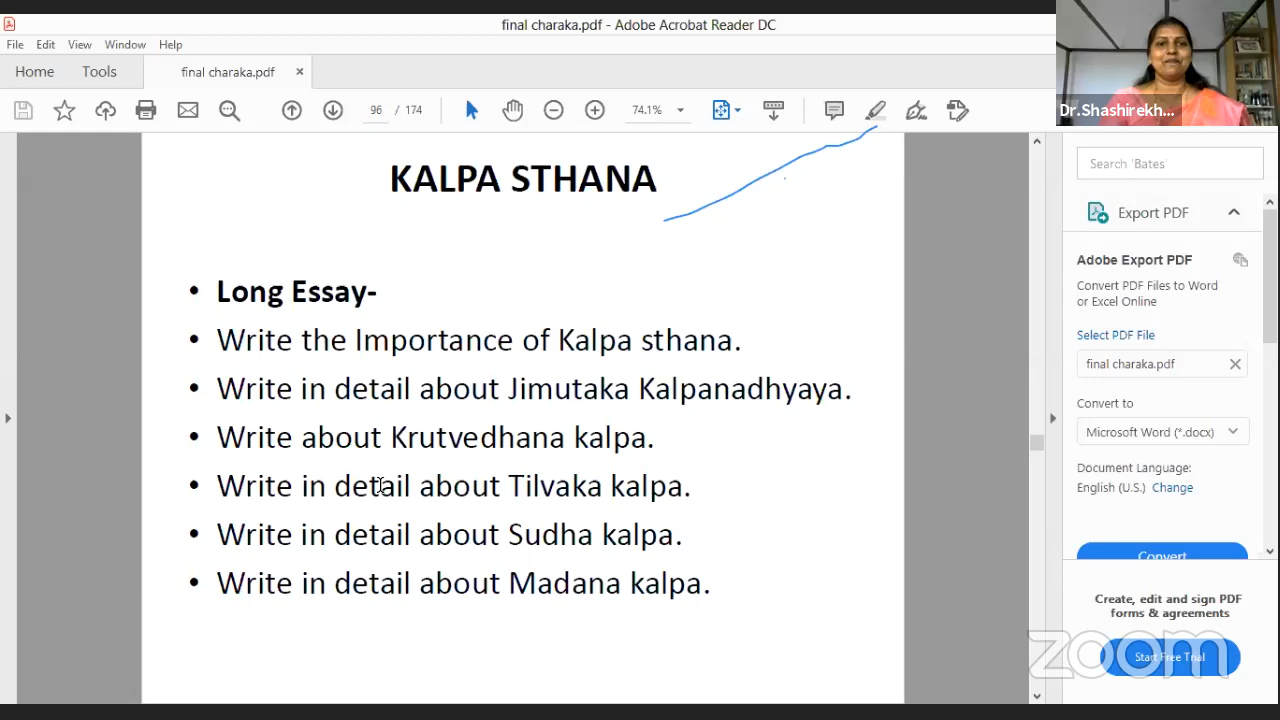 final charaka.pdf - Adobe Acrobat Reader DC
File Edit View Window Help
Home Tools final charaka.pdf ×
96 / 174 74.1%
Dr.Shashirekh...
KALPA STHANA
• Long Essay-
• Write the Importance of Kalpa sthana.
• Write in detail about Jimutaka Kalpanadhyaya.
• Write about Krutvedhana kalpa.
• Write in detail about Tilvaka kalpa.
• Write in detail about Sudha kalpa.
• Write in detail about Madana kalpa.
Search 'Bates'
Export PDF
Adobe Export PDF
Convert PDF Files to Word
or Excel Online
Select PDF File
final charaka.pdf
Convert to
Microsoft Word (*.docx)
Document Language:
English (U.S.) Change
Convert
Create, edit and sign PDF
forms & agreements
Start Free Trial
zoom